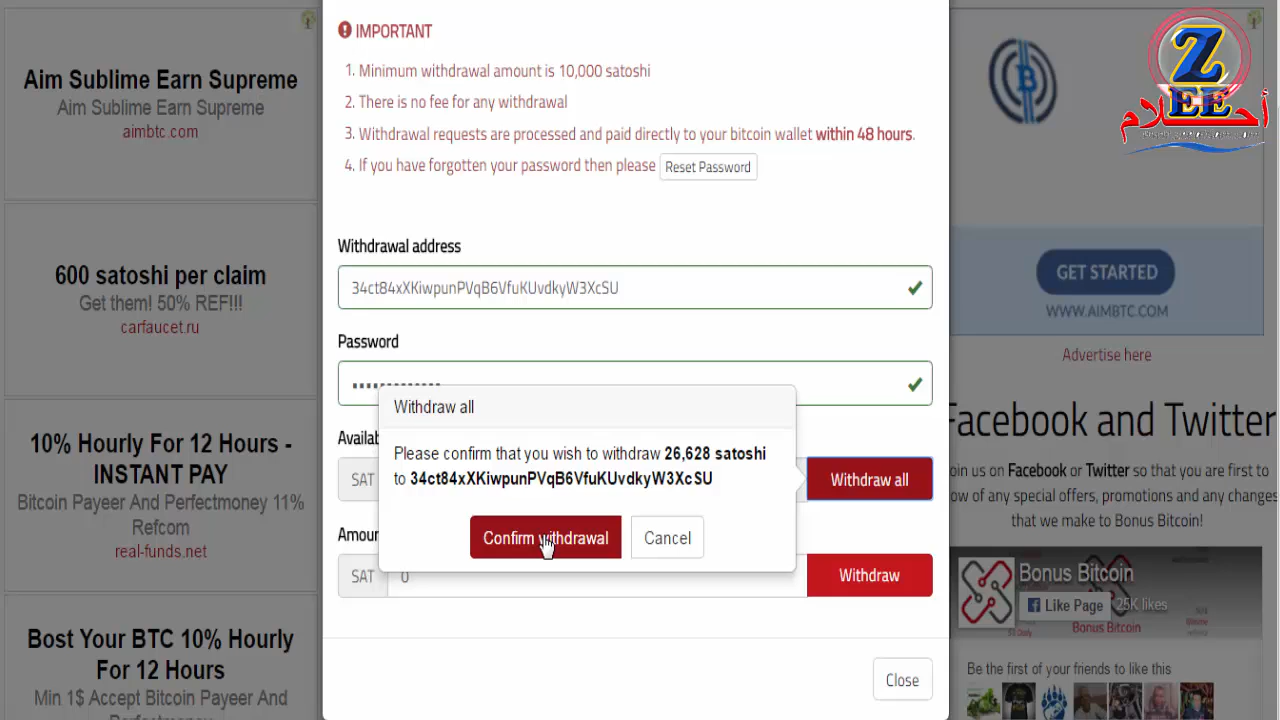 Aim Sublime Earn Supreme
Aim Sublime Earn Supreme
aimbtc.com
600 satoshi per claim
Get them! 50% REF!!!
carfaucet.ru
10% Hourly For 12 Hours -
INSTANT PAY
Bitcoin Payeer And Perfectmoney 11%
Refcom
real-funds.net
Bost Your BTC 10% Hourly
For 12 Hours
Min 1$ Accept Bitcoin Payeer And
IMPORTANT
1. Minimum withdrawal amount is 10,000 satoshi
2. There is no fee for any withdrawal
3. Withdrawal requests are processed and paid directly to your bitcoin wallet within 48 hours.
4. If you have forgotten your password then please Reset Password
Withdrawal address
34ct84xXKiwpunPVqB6VfuKUvdkyW3XcSU
Password
Availab
SAT
Withdraw all
Withdraw all
Please confirm that you wish to withdraw 26,628 satoshi
to 34ct84xXKiwpunPVqB6VfuKUvdkyW3XcSU
Confirm withdrawal
Cancel
Amoun
SAT
0
Withdraw
Close
Z
EE
أحلام
GET STARTED
WWW.AIMBTC.COM
Advertise here
Facebook and Twitter
oin us on Facebook or Twitter so that you are first to
ow of any special offers, promotions and any changes
that we make to Bonus Bitcoin!
Bonus Bitcoin
Like Page
25K likes
Bonus Bitcoin
Be the first of your friends to like this